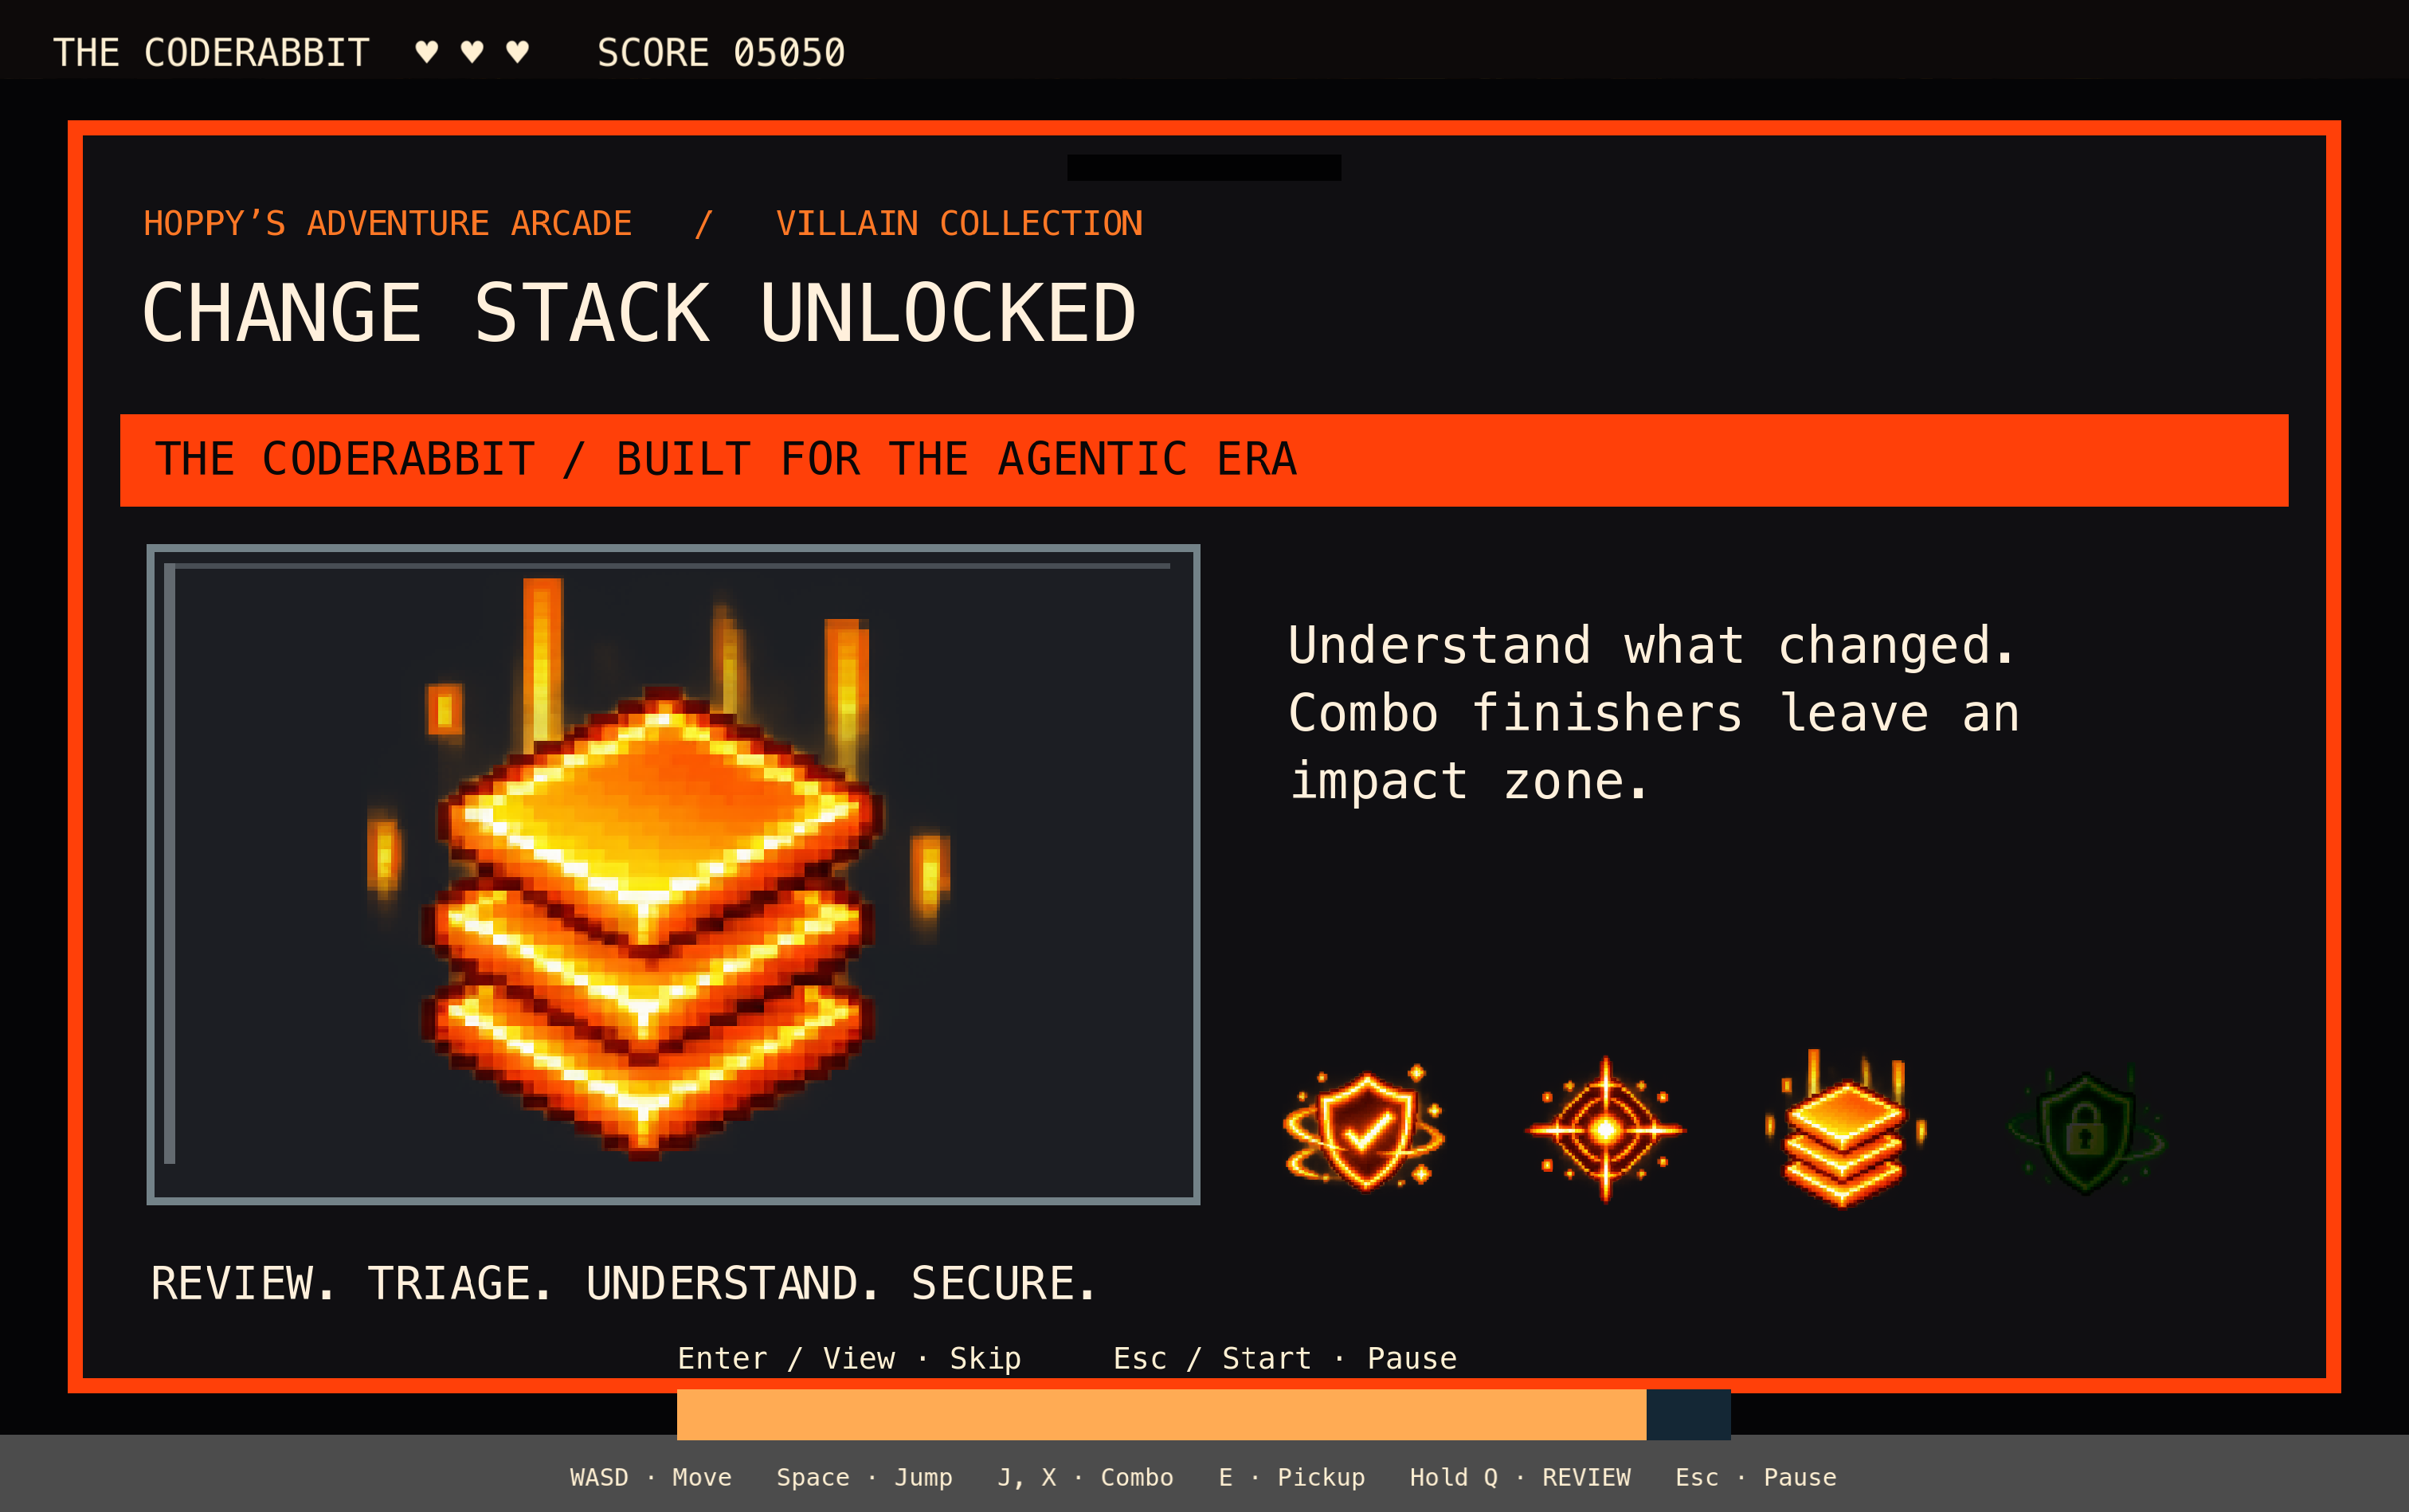 THE CODERABBIT ♥ ♥ ♥ SCORE 05050
HOPPY’S ADVENTURE ARCADE / VILLAIN COLLECTION
CHANGE STACK UNLOCKED
THE CODERABBIT / BUILT FOR THE AGENTIC ERA
Understand what changed.
Combo finishers leave an
impact zone.
REVIEW. TRIAGE. UNDERSTAND. SECURE.
Enter / View · Skip Esc / Start · Pause
WASD · Move Space · Jump J, X · Combo E · Pickup Hold Q · REVIEW Esc · Pause